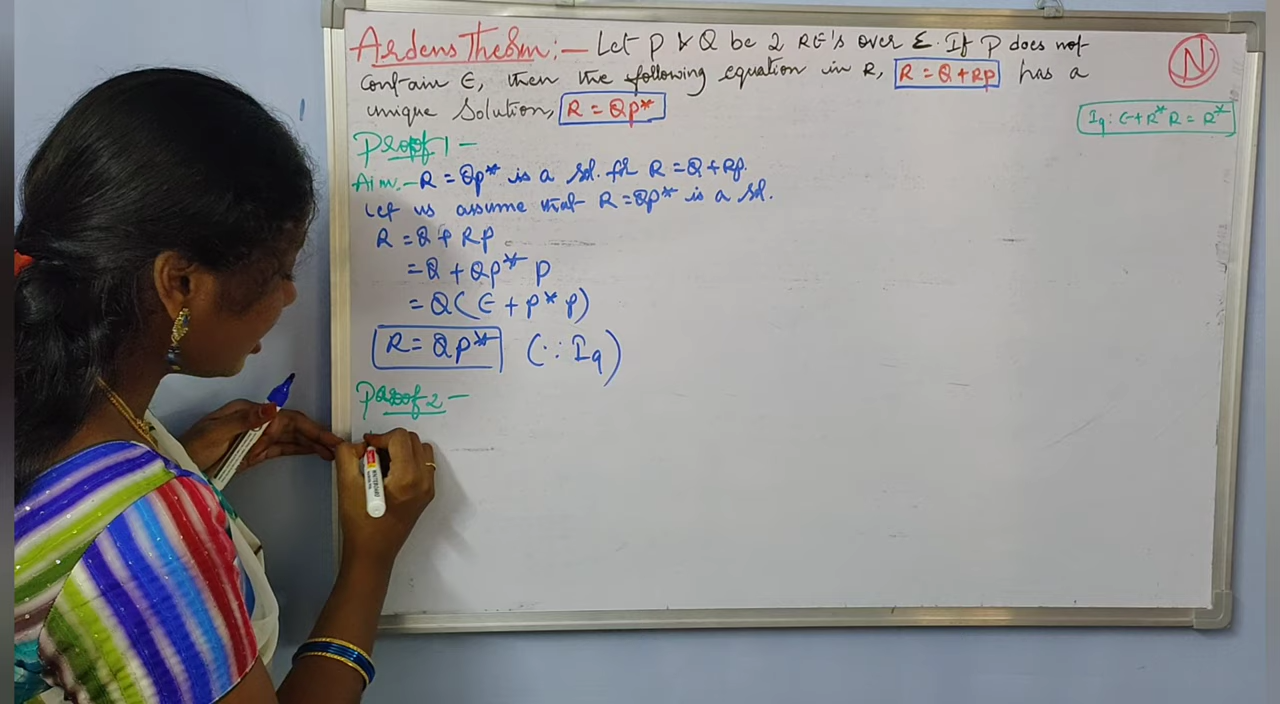 Ardens Theorm:- Let P & Q be 2 RE's over Σ. If P does not
contain ϵ, then the following equation in R, R = Q + RP has a
unique Solution, R = QP*
N
I9: ϵ + R* R = R*
Proof 1 -
Aim:- R = QP* is a sol. for R = Q + RP.
Let us assume that R = QP* is a sol.
R = Q + RP
= Q + QP* P
= Q(ϵ + P* P)
R = QP* (∵ I9)
Proof 2 -